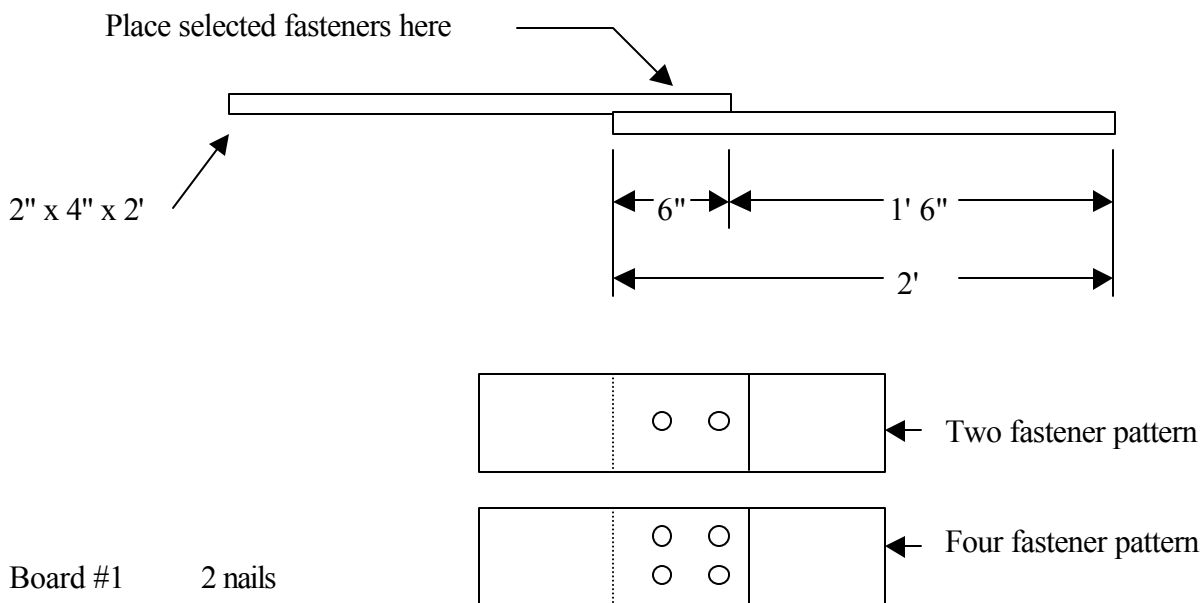 Place selected fasteners here
2" x 4" x 2'
6"
1' 6"
2'
Two fastener pattern
Four fastener pattern
Board #1 2 nails